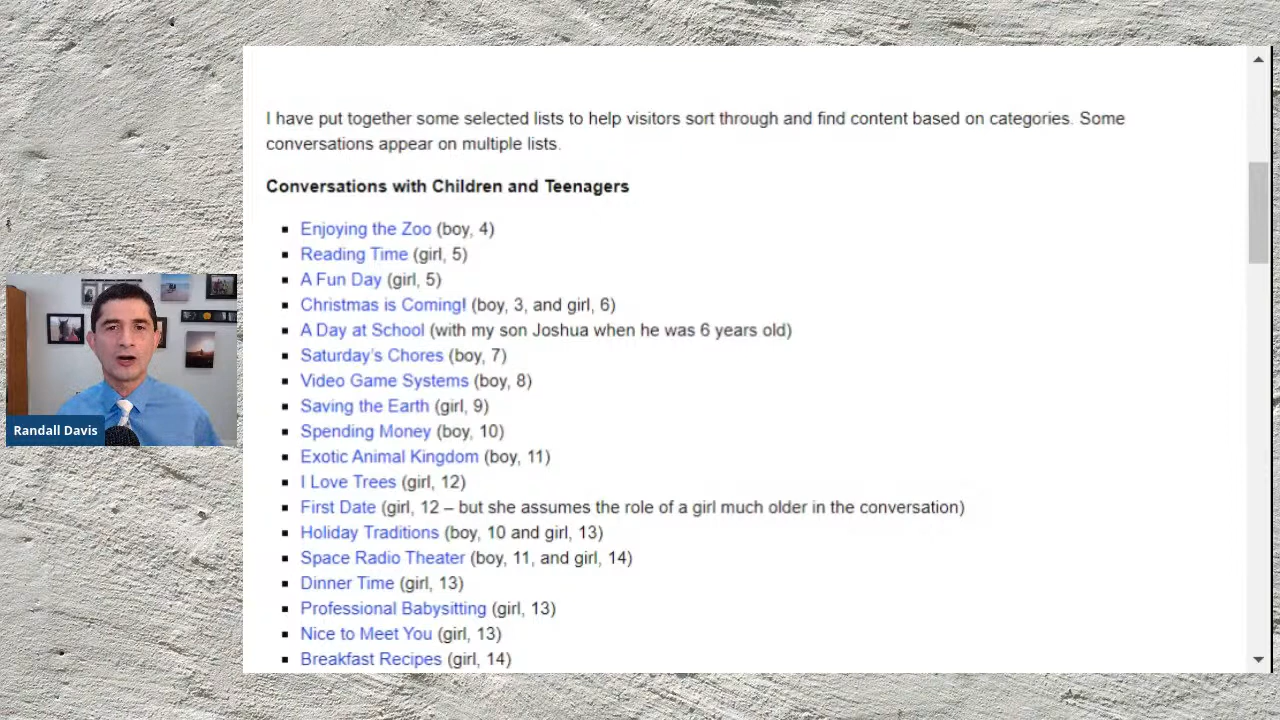 I have put together some selected lists to help visitors sort through and find content based on categories. Some
conversations appear on multiple lists.
Conversations with Children and Teenagers
Enjoying the Zoo (boy, 4)
Reading Time (girl, 5)
A Fun Day (girl, 5)
Christmas is Coming! (boy, 3, and girl, 6)
A Day at School (with my son Joshua when he was 6 years old)
Saturday's Chores (boy, 7)
Video Game Systems (boy, 8)
Saving the Earth (girl, 9)
Spending Money (boy, 10)
Exotic Animal Kingdom (boy, 11)
I Love Trees (girl, 12)
First Date (girl, 12 – but she assumes the role of a girl much older in the conversation)
Holiday Traditions (boy, 10 and girl, 13)
Space Radio Theater (boy, 11, and girl, 14)
Dinner Time (girl, 13)
Professional Babysitting (girl, 13)
Nice to Meet You (girl, 13)
Breakfast Recipes (girl, 14)
Randall Davis